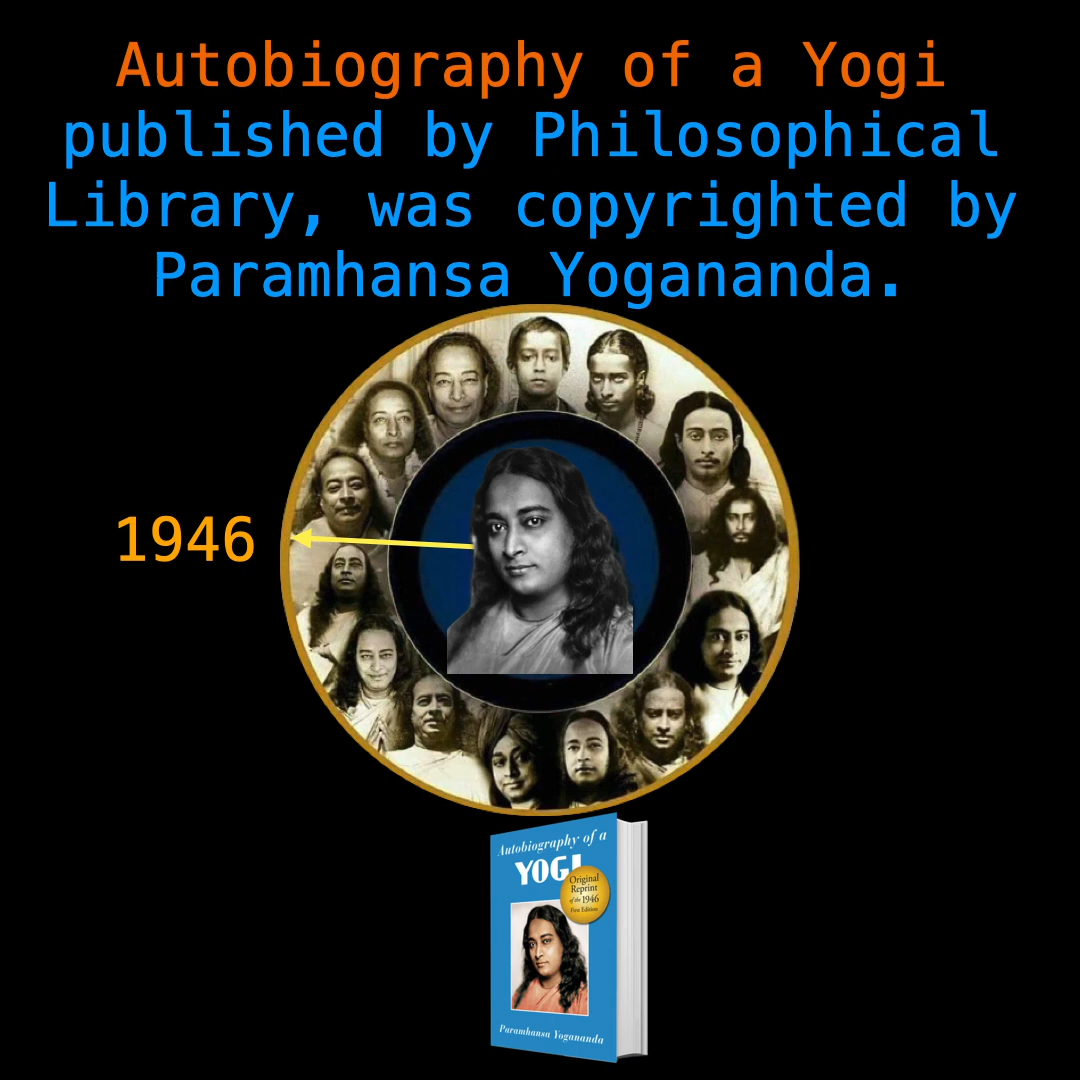 Autobiography of a Yogi
published by Philosophical
Library, was copyrighted by
Paramhansa Yogananda.
1946
Autobiography of a
YOGI
Original
Reprint
of the 1946
First Edition
Paramhansa Yogananda